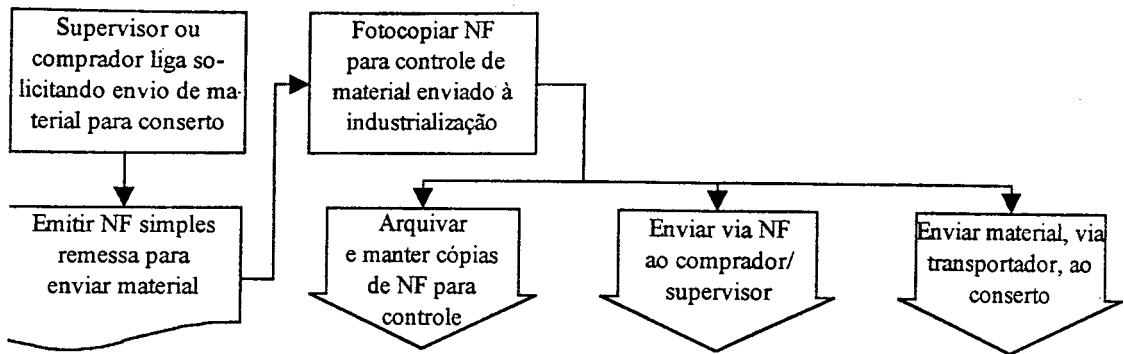 Supervisor ou
comprador liga so-
licitando envio de ma-
terial para conserto
Emitir NF simples
remessa para
enviar material
Fotocopiar NF
para controle de
material enviado à
industrialização
Arquivar
e manter cópias
de NF para
controle
Enviar via NF
ao comprador/
supervisor
Enviar material, via
transportador, ao
conserto